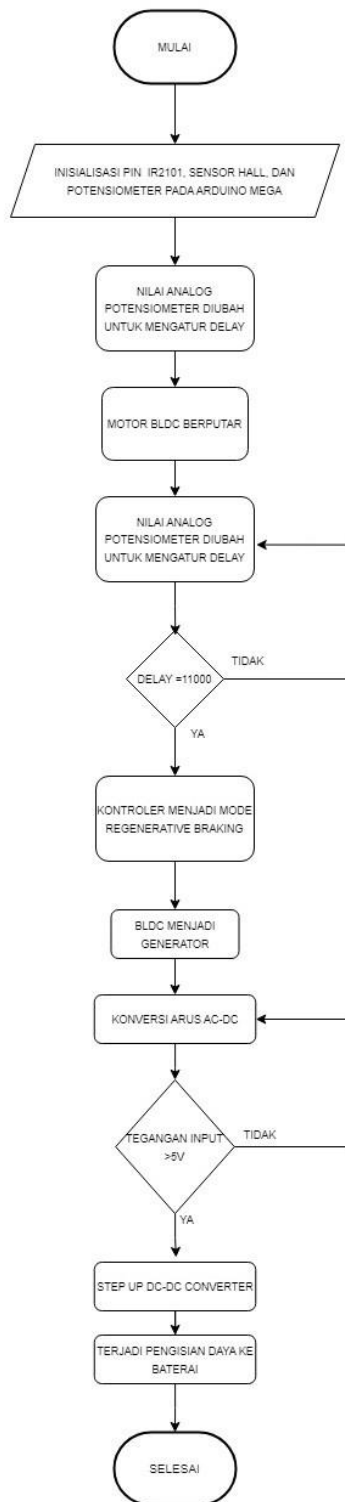 MULAI
INISIALISASI PIN IR2101, SENSOR HALL, DAN
POTENSIOMETER PADA ARDUINO MEGA
NILAI ANALOG
POTENSIOMETER DIUBAH
UNTUK MENGATUR DELAY
MOTOR BLDC BERPUTAR
NILAI ANALOG
POTENSIOMETER DIUBAH
UNTUK MENGATUR DELAY
TIDAK
DELAY =11000
YA
KONTROLER MENJADI MODE
REGENERATIVE BRAKING
BLDC MENJADI
GENERATOR
KONVERSI ARUS AC-DC
TEGANGAN INPUT
>5V
TIDAK
YA
STEP UP DC-DC CONVERTER
TERJADI PENGISIAN DAYA KE
BATERAI
SELESAI